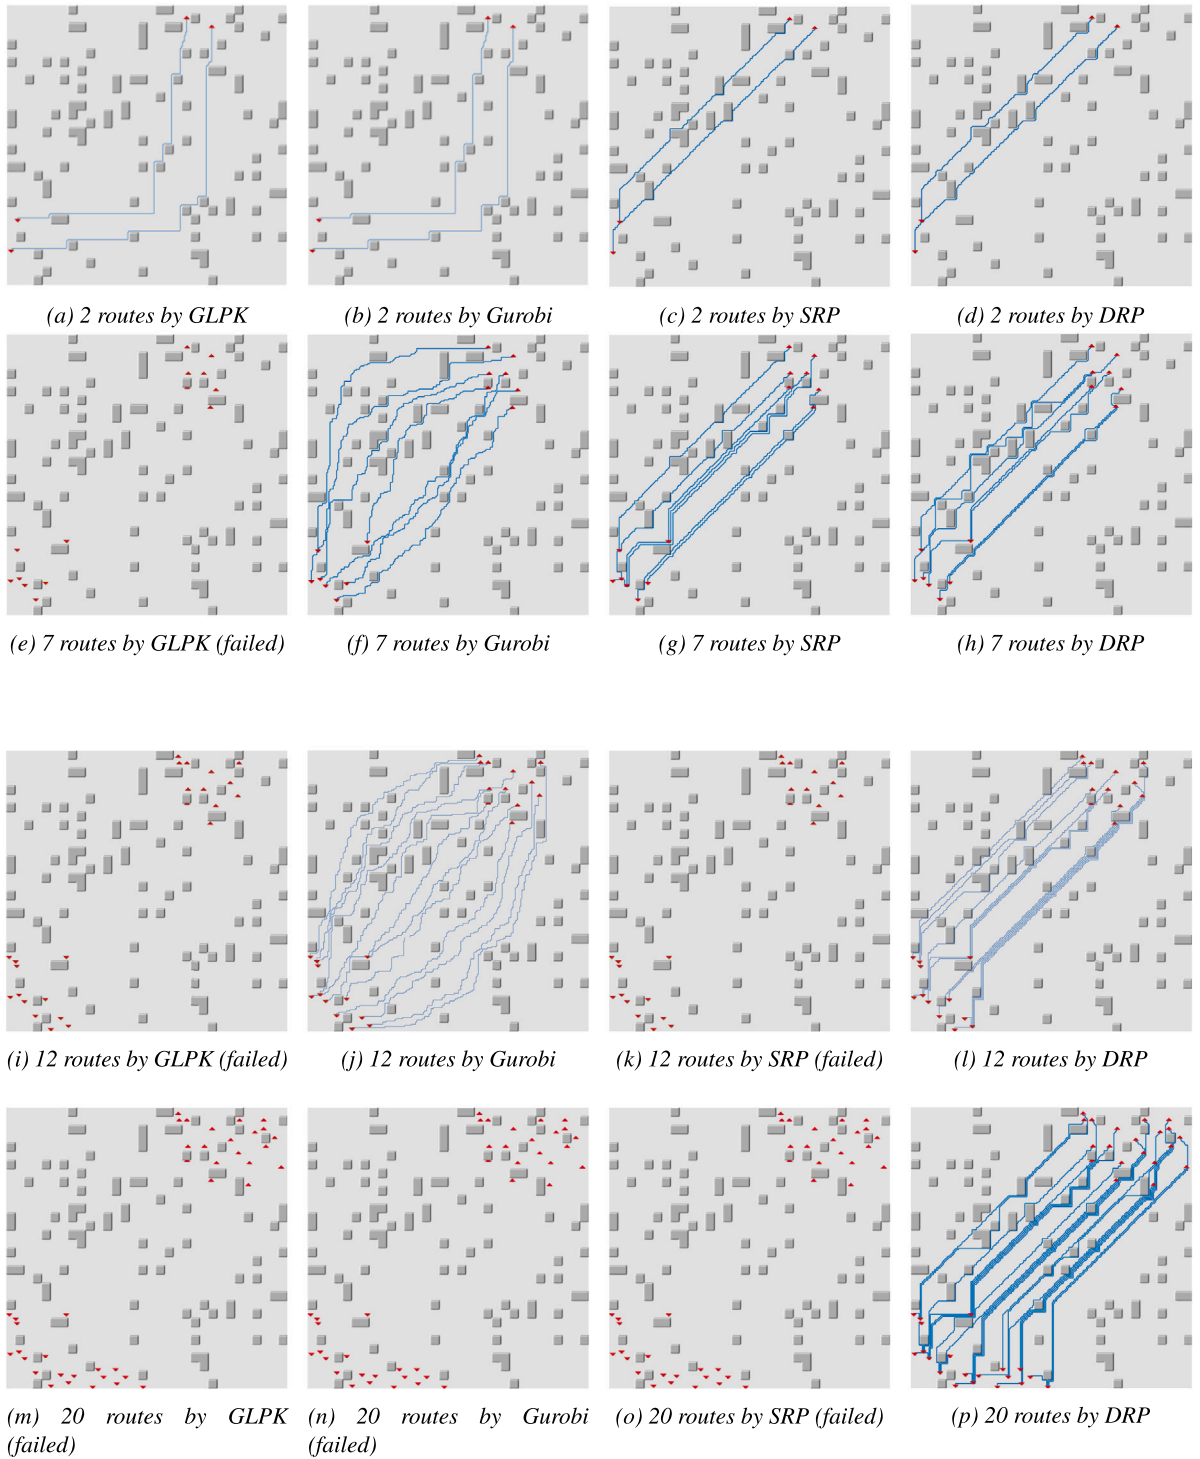 (a) 2 routes by GLPK
(b) 2 routes by Gurobi
(c) 2 routes by SRP
(d) 2 routes by DRP
(e) 7 routes by GLPK (failed)
(f) 7 routes by Gurobi
(g) 7 routes by SRP
(h) 7 routes by DRP
(i) 12 routes by GLPK (failed)
(j) 12 routes by Gurobi
(k) 12 routes by SRP (failed)
(l) 12 routes by DRP
(m) 20 routes by GLPK
(failed)
(n) 20 routes by Gurobi
(failed)
(o) 20 routes by SRP (failed)
(p) 20 routes by DRP